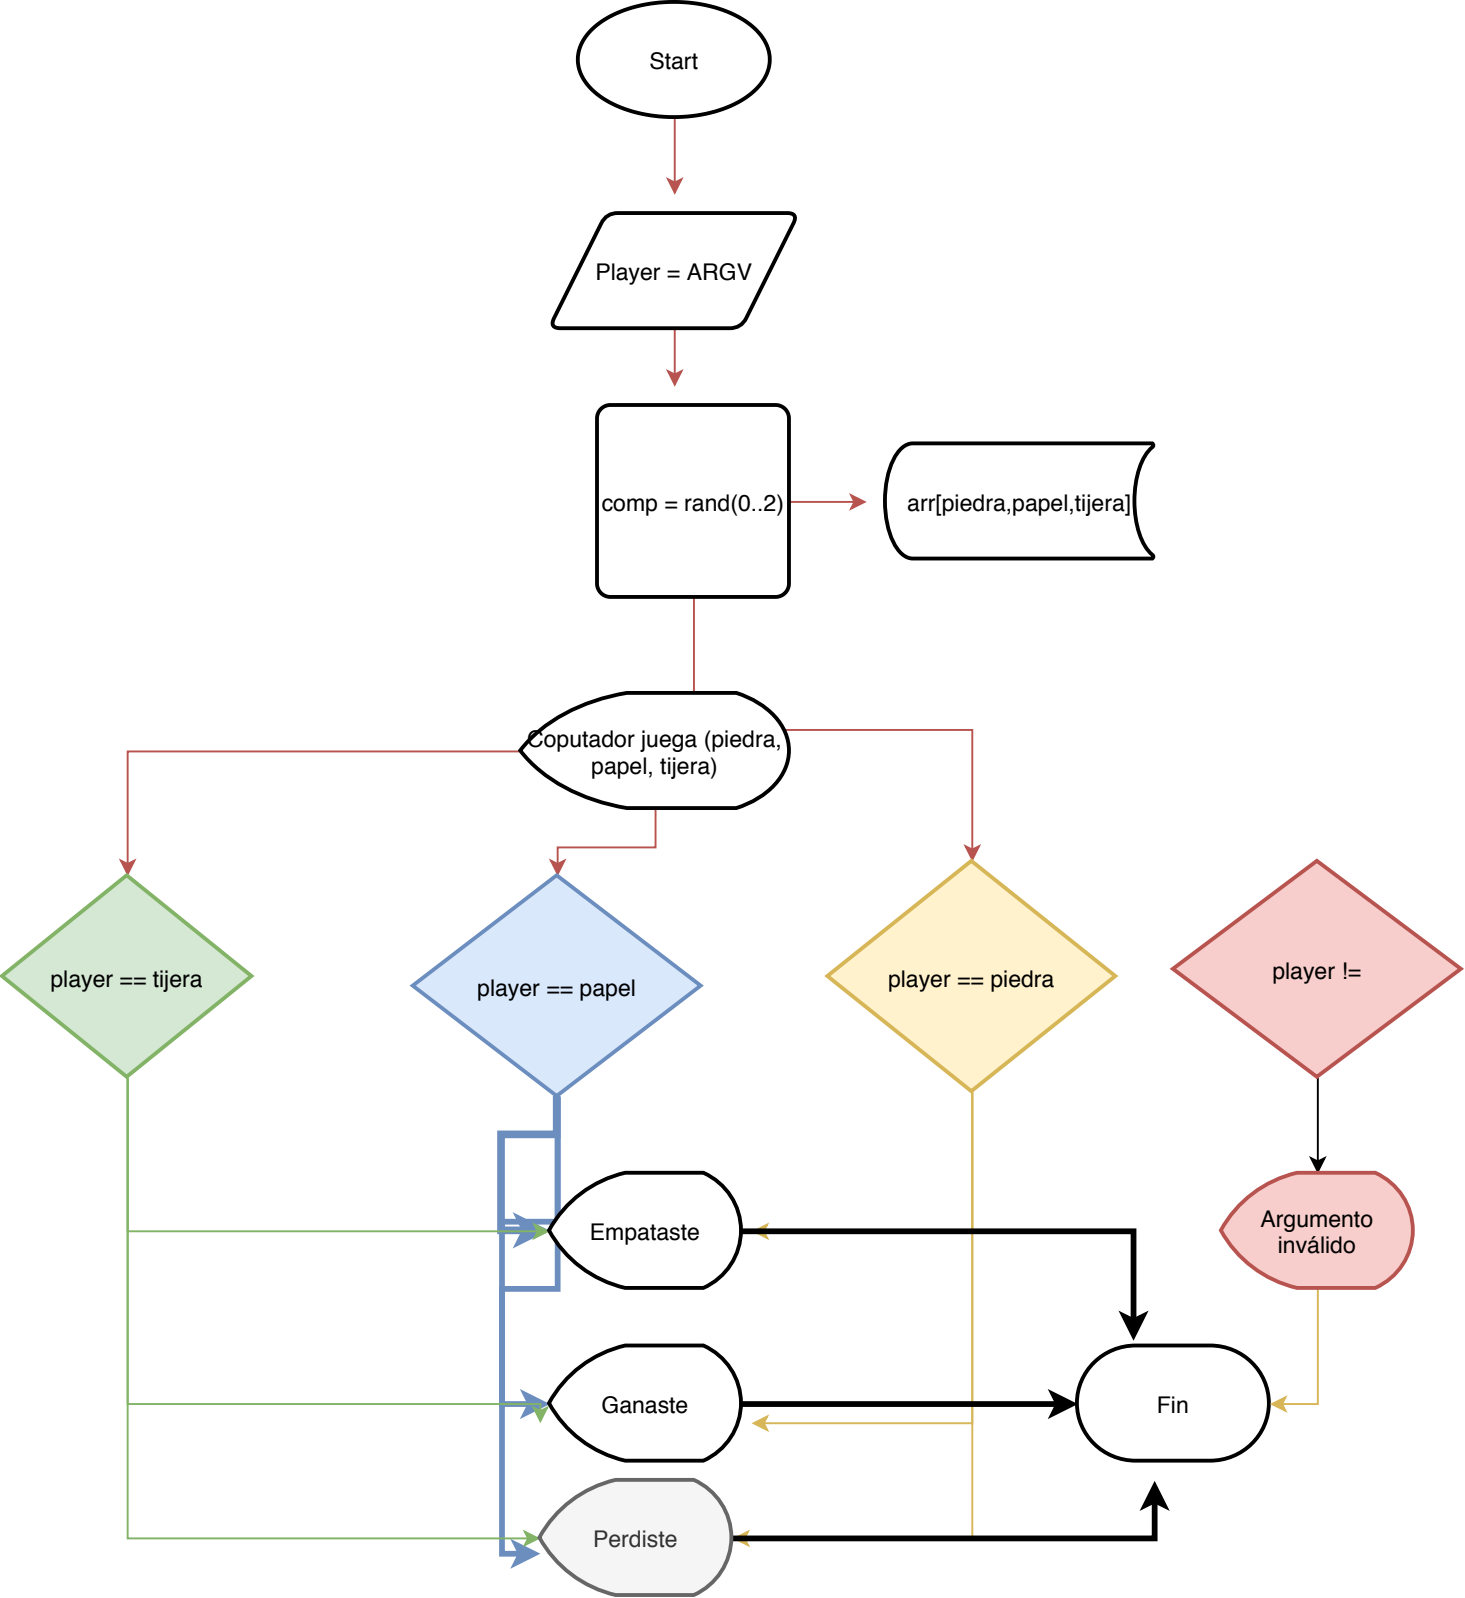 Start
Player = ARGV
comp = rand(0..2)
arr[piedra,papel,tijera]
Coputador juega (piedra,
papel, tijera)
player == tijera
player == papel
player == piedra
player !=
Empataste
Argumento
inválido
Ganaste
Fin
Perdiste